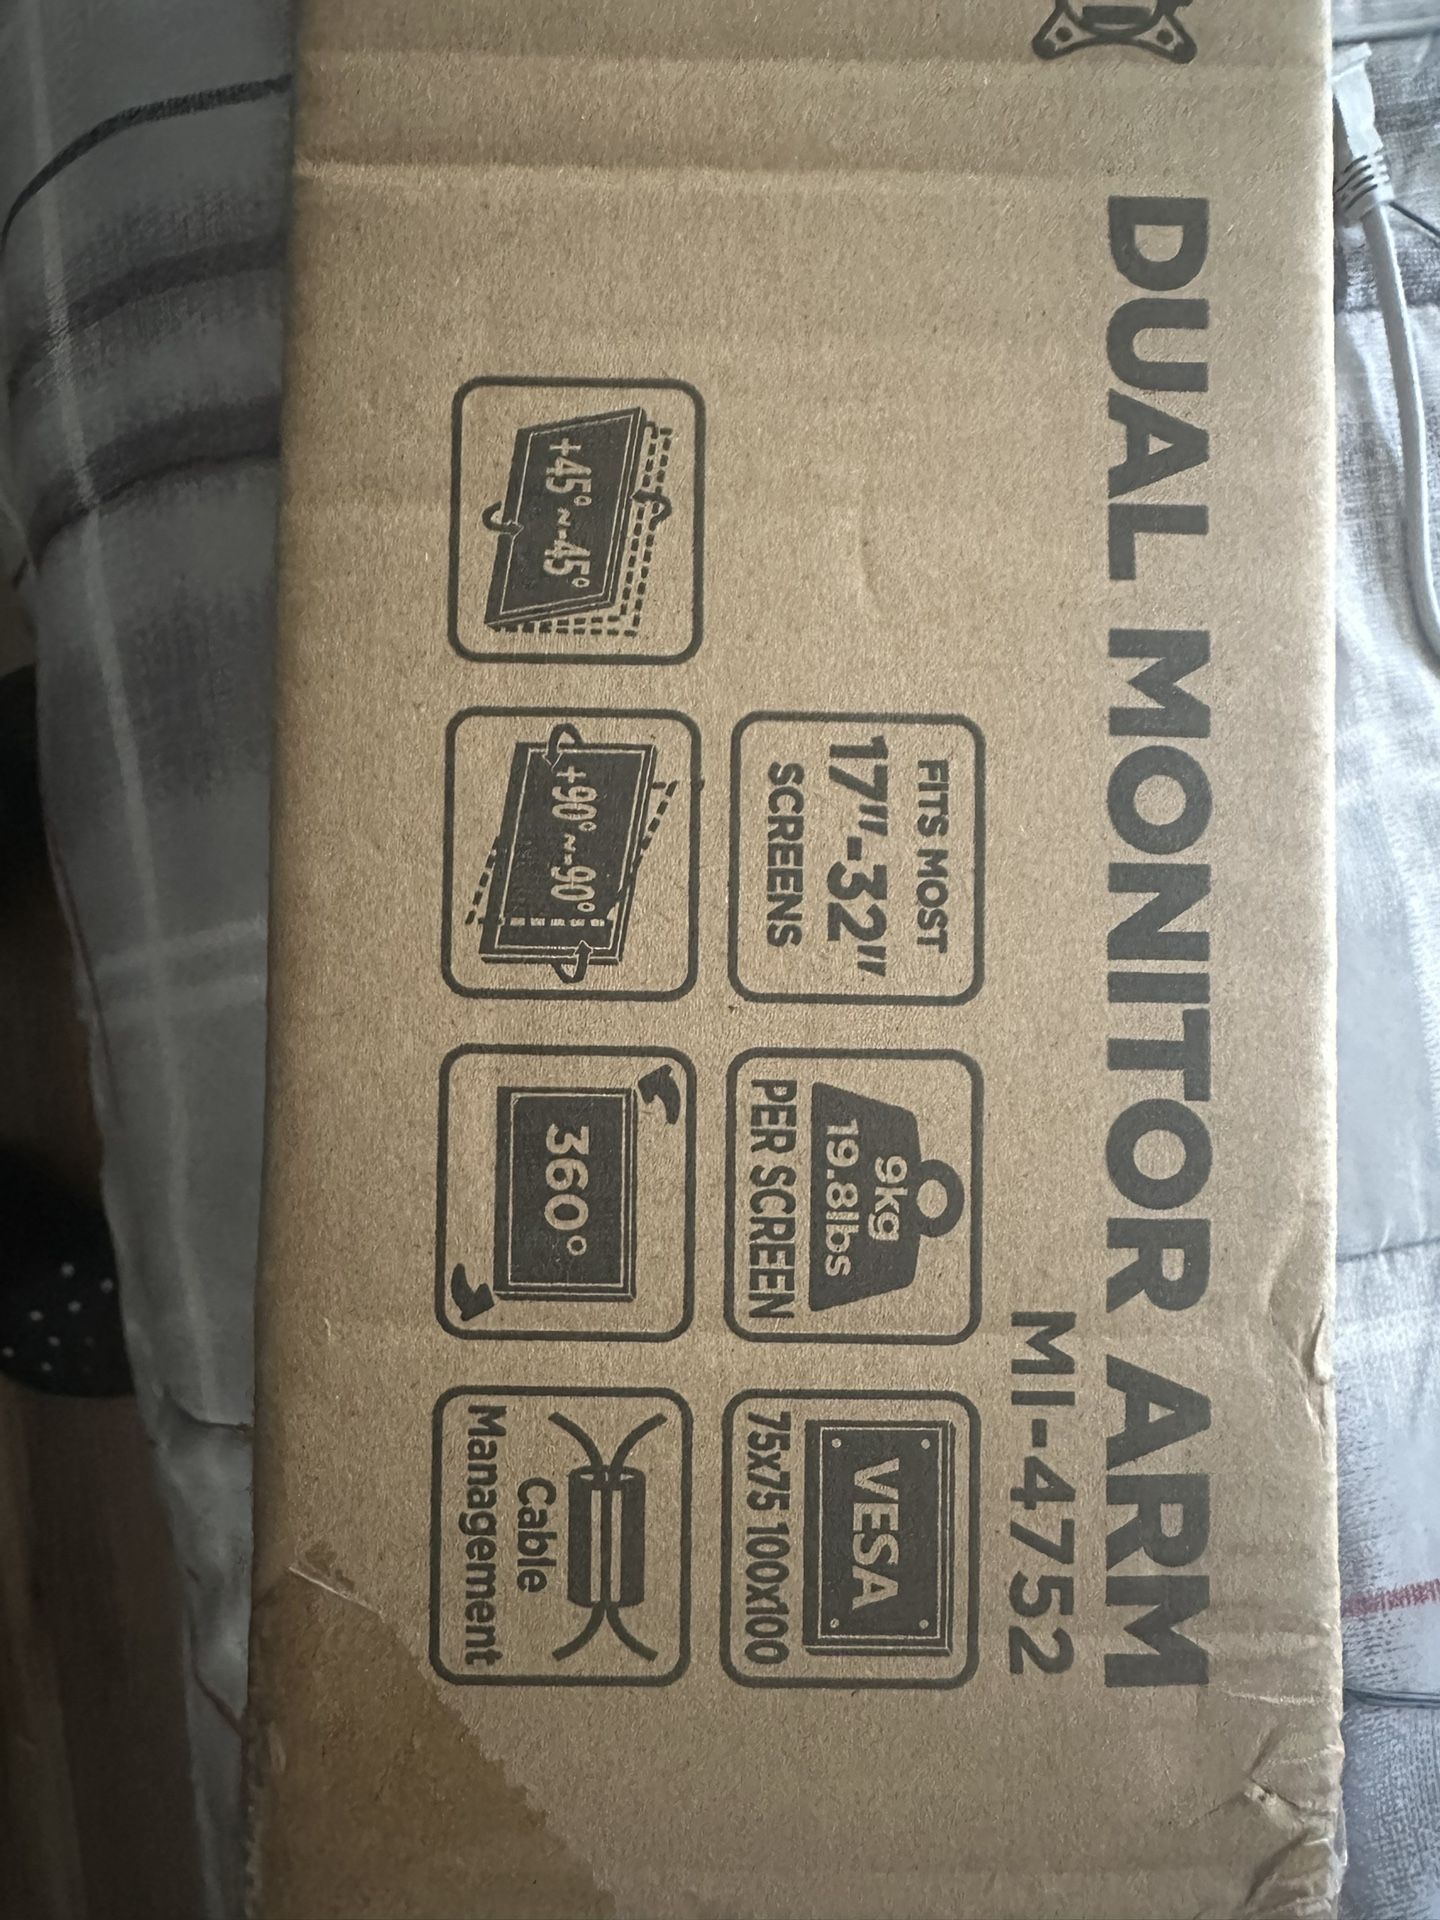 DUAL MONITOR ARM
MI-4752
FITS MOST
17"-32"
SCREENS
9kg
19.8lbs
PER SCREEN
VESA
75x75 100x100
+45°~-45°
+90°~-90°
360°
Cable
Management